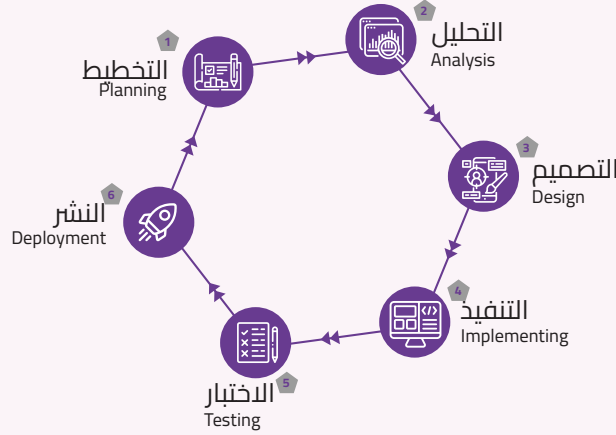 1
التخطيط
Planning
2
التحليل
Analysis
3
التصميم
Design
4
التنفيذ
Implementing
5
الاختبار
Testing
6
النشر
Deployment